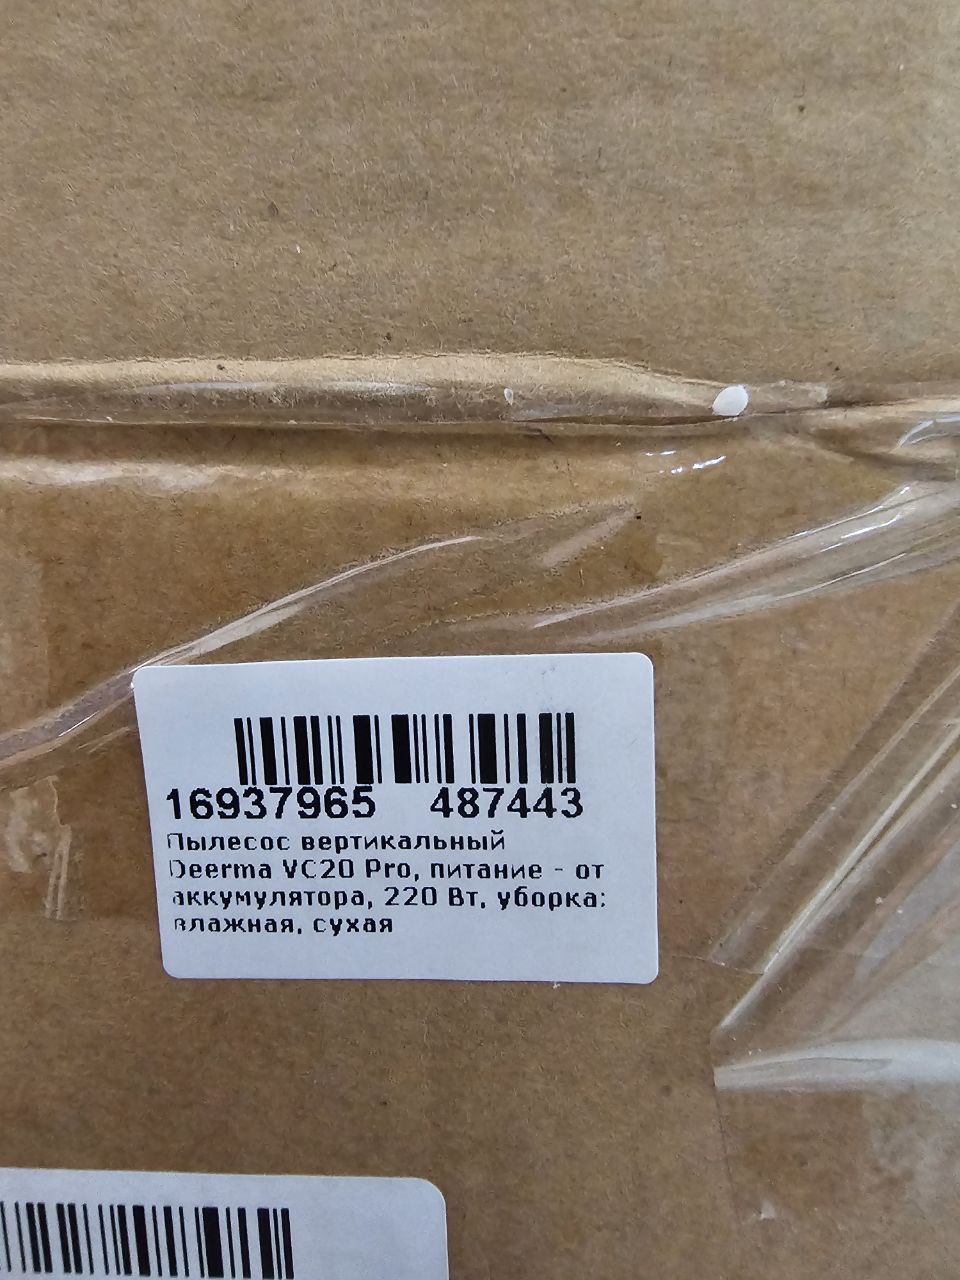 16937965 487443
Пылесос вертикальный
Deerma VC20 Pro, питание - от
аккумулятора, 220 Вт, уборка:
влажная, сухая